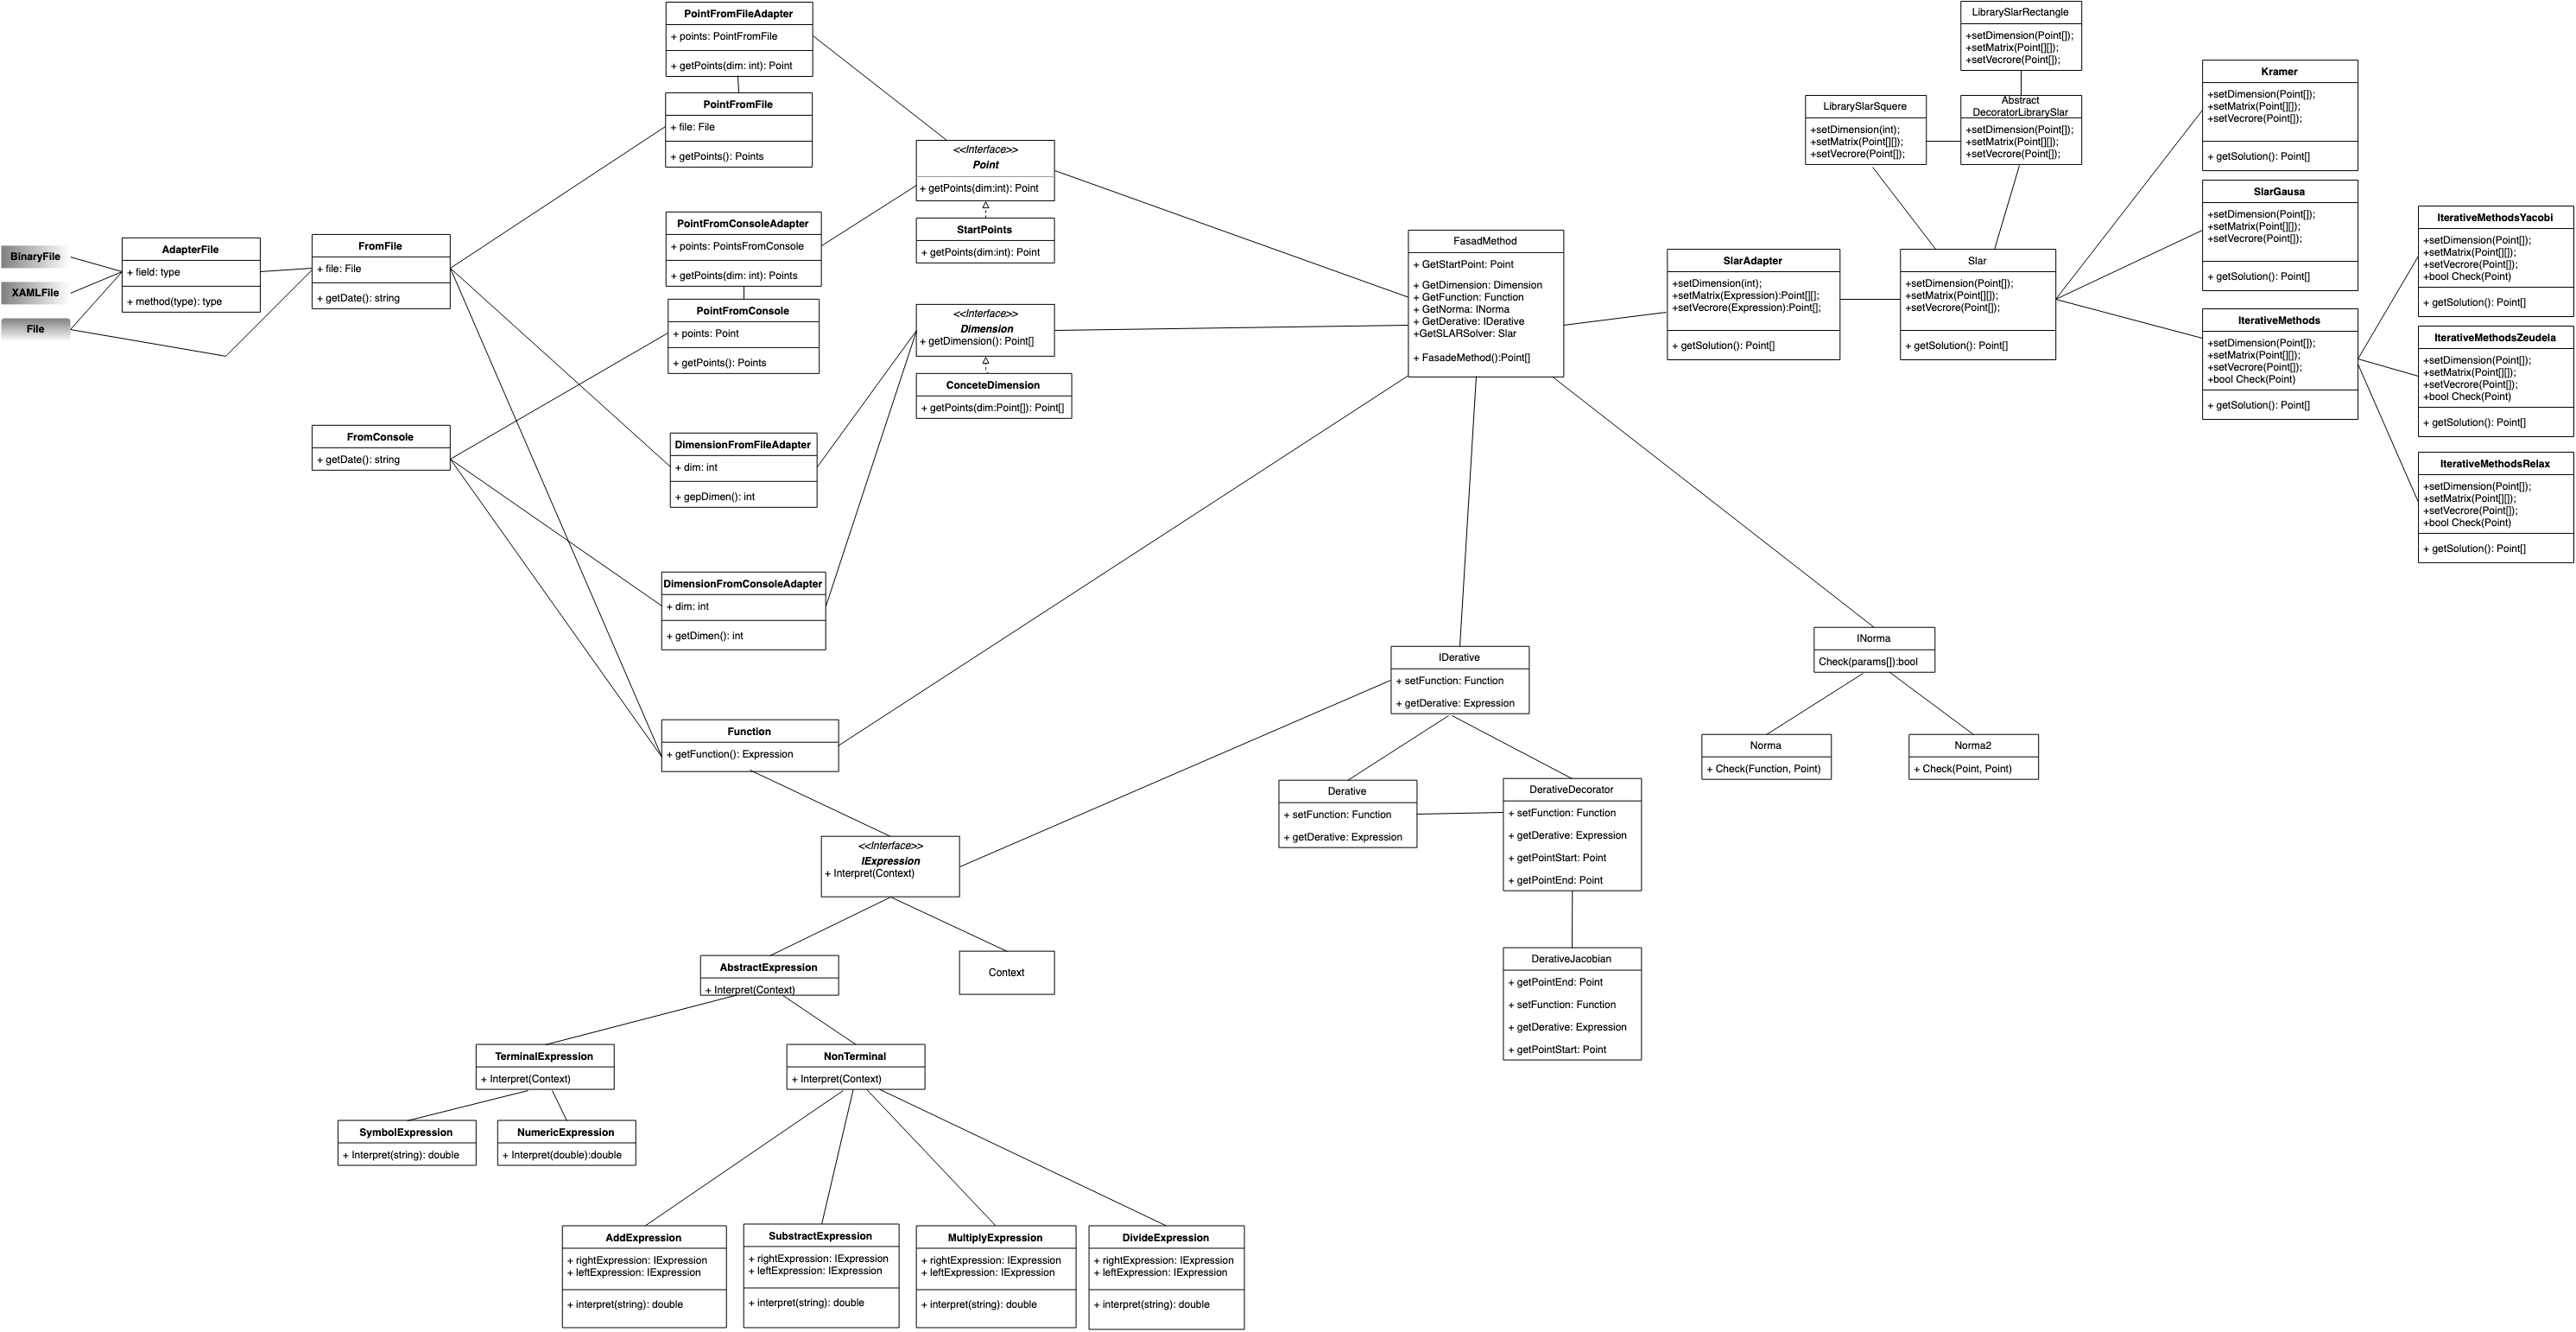 PointFromFileAdapter
+ points: PointFromFile
+ getPoints(dim: int): Point
PointFromFile
+ file: File
+ getPoints(): Points
<<Interface>>
Point
+ getPoints(dim:int): Point
StartPoints
+ getPoints(dim:int): Point
PointFromConsoleAdapter
+ points: PointsFromConsole
+ getPoints(dim: int): Points
PointFromConsole
+ points: Point
+ getPoints(): Points
BinaryFile
XAMLFile
File
AdapterFile
+ field: type
+ method(type): type
FromFile
+ file: File
+ getDate(): string
FromConsole
+ getDate(): string
<<Interface>>
Dimension
+ getDimension(): Point[]
ConceteDimension
+ getPoints(dim:Point[]): Point[]
DimensionFromFileAdapter
+ dim: int
+ gepDimen(): int
DimensionFromConsoleAdapter
+ dim: int
+ getDimen(): int
Function
+ getFunction(): Expression
FasadMethod
+ GetStartPoint: Point
+ GetDimension: Dimension
+ GetFunction: Function
+ GetNorma: INorma
+ GetDerative: IDerative
+GetSLARSolver: Slar
+ FasadeMethod():Point[]
SlarAdapter
+setDimension(int);
+setMatrix(Expression):Point[][];
+setVecrore(Expression):Point[];
+ getSolution(): Point[]
LibrarySlarRectangle
+setDimension(Point[]);
+setMatrix(Point[][]);
+setVecrore(Point[]);
LibrarySlarSquere
+setDimension(int);
+setMatrix(Point[][]);
+setVecrore(Point[]);
Abstract
DecoratorLibrarySlar
+setDimension(Point[]);
+setMatrix(Point[][]);
+setVecrore(Point[]);
Slar
+setDimension(Point[]);
+setMatrix(Point[][]);
+setVecrore(Point[]);
+ getSolution(): Point[]
Kramer
+setDimension(Point[]);
+setMatrix(Point[][]);
+setVecrore(Point[]);
+ getSolution(): Point[]
SlarGausa
+setDimension(Point[]);
+setMatrix(Point[][]);
+setVecrore(Point[]);
+ getSolution(): Point[]
IterativeMethods
+setDimension(Point[]);
+setMatrix(Point[][]);
+setVecrore(Point[]);
+bool Check(Point)
+ getSolution(): Point[]
IterativeMethodsYacobi
+setDimension(Point[]);
+setMatrix(Point[][]);
+setVecrore(Point[]);
+bool Check(Point)
+ getSolution(): Point[]
IterativeMethodsZeudela
+setDimension(Point[]);
+setMatrix(Point[][]);
+setVecrore(Point[]);
+bool Check(Point)
+ getSolution(): Point[]
IterativeMethodsRelax
+setDimension(Point[]);
+setMatrix(Point[][]);
+setVecrore(Point[]);
+bool Check(Point)
+ getSolution(): Point[]
INorma
Check(params[]):bool
Norma
+ Check(Function, Point)
Norma2
+ Check(Point, Point)
IDerative
+ setFunction: Function
+ getDerative: Expression
Derative
+ setFunction: Function
+ getDerative: Expression
DerativeDecorator
+ setFunction: Function
+ getDerative: Expression
+ getPointStart: Point
+ getPointEnd: Point
DerativeJacobian
+ getPointEnd: Point
+ setFunction: Function
+ getDerative: Expression
+ getPointStart: Point
<<Interface>>
IExpression
+ Interpret(Context)
AbstractExpression
+ Interpret(Context)
Context
TerminalExpression
+ Interpret(Context)
NonTerminal
+ Interpret(Context)
SymbolExpression
+ Interpret(string): double
NumericExpression
+ Interpret(double):double
AddExpression
+ rightExpression: IExpression
+ leftExpression: IExpression
+ interpret(string): double
SubstractExpression
+ rightExpression: IExpression
+ leftExpression: IExpression
+ interpret(string): double
MultiplyExpression
+ rightExpression: IExpression
+ leftExpression: IExpression
+ interpret(string): double
DivideExpression
+ rightExpression: IExpression
+ leftExpression: IExpression
+ interpret(string): double